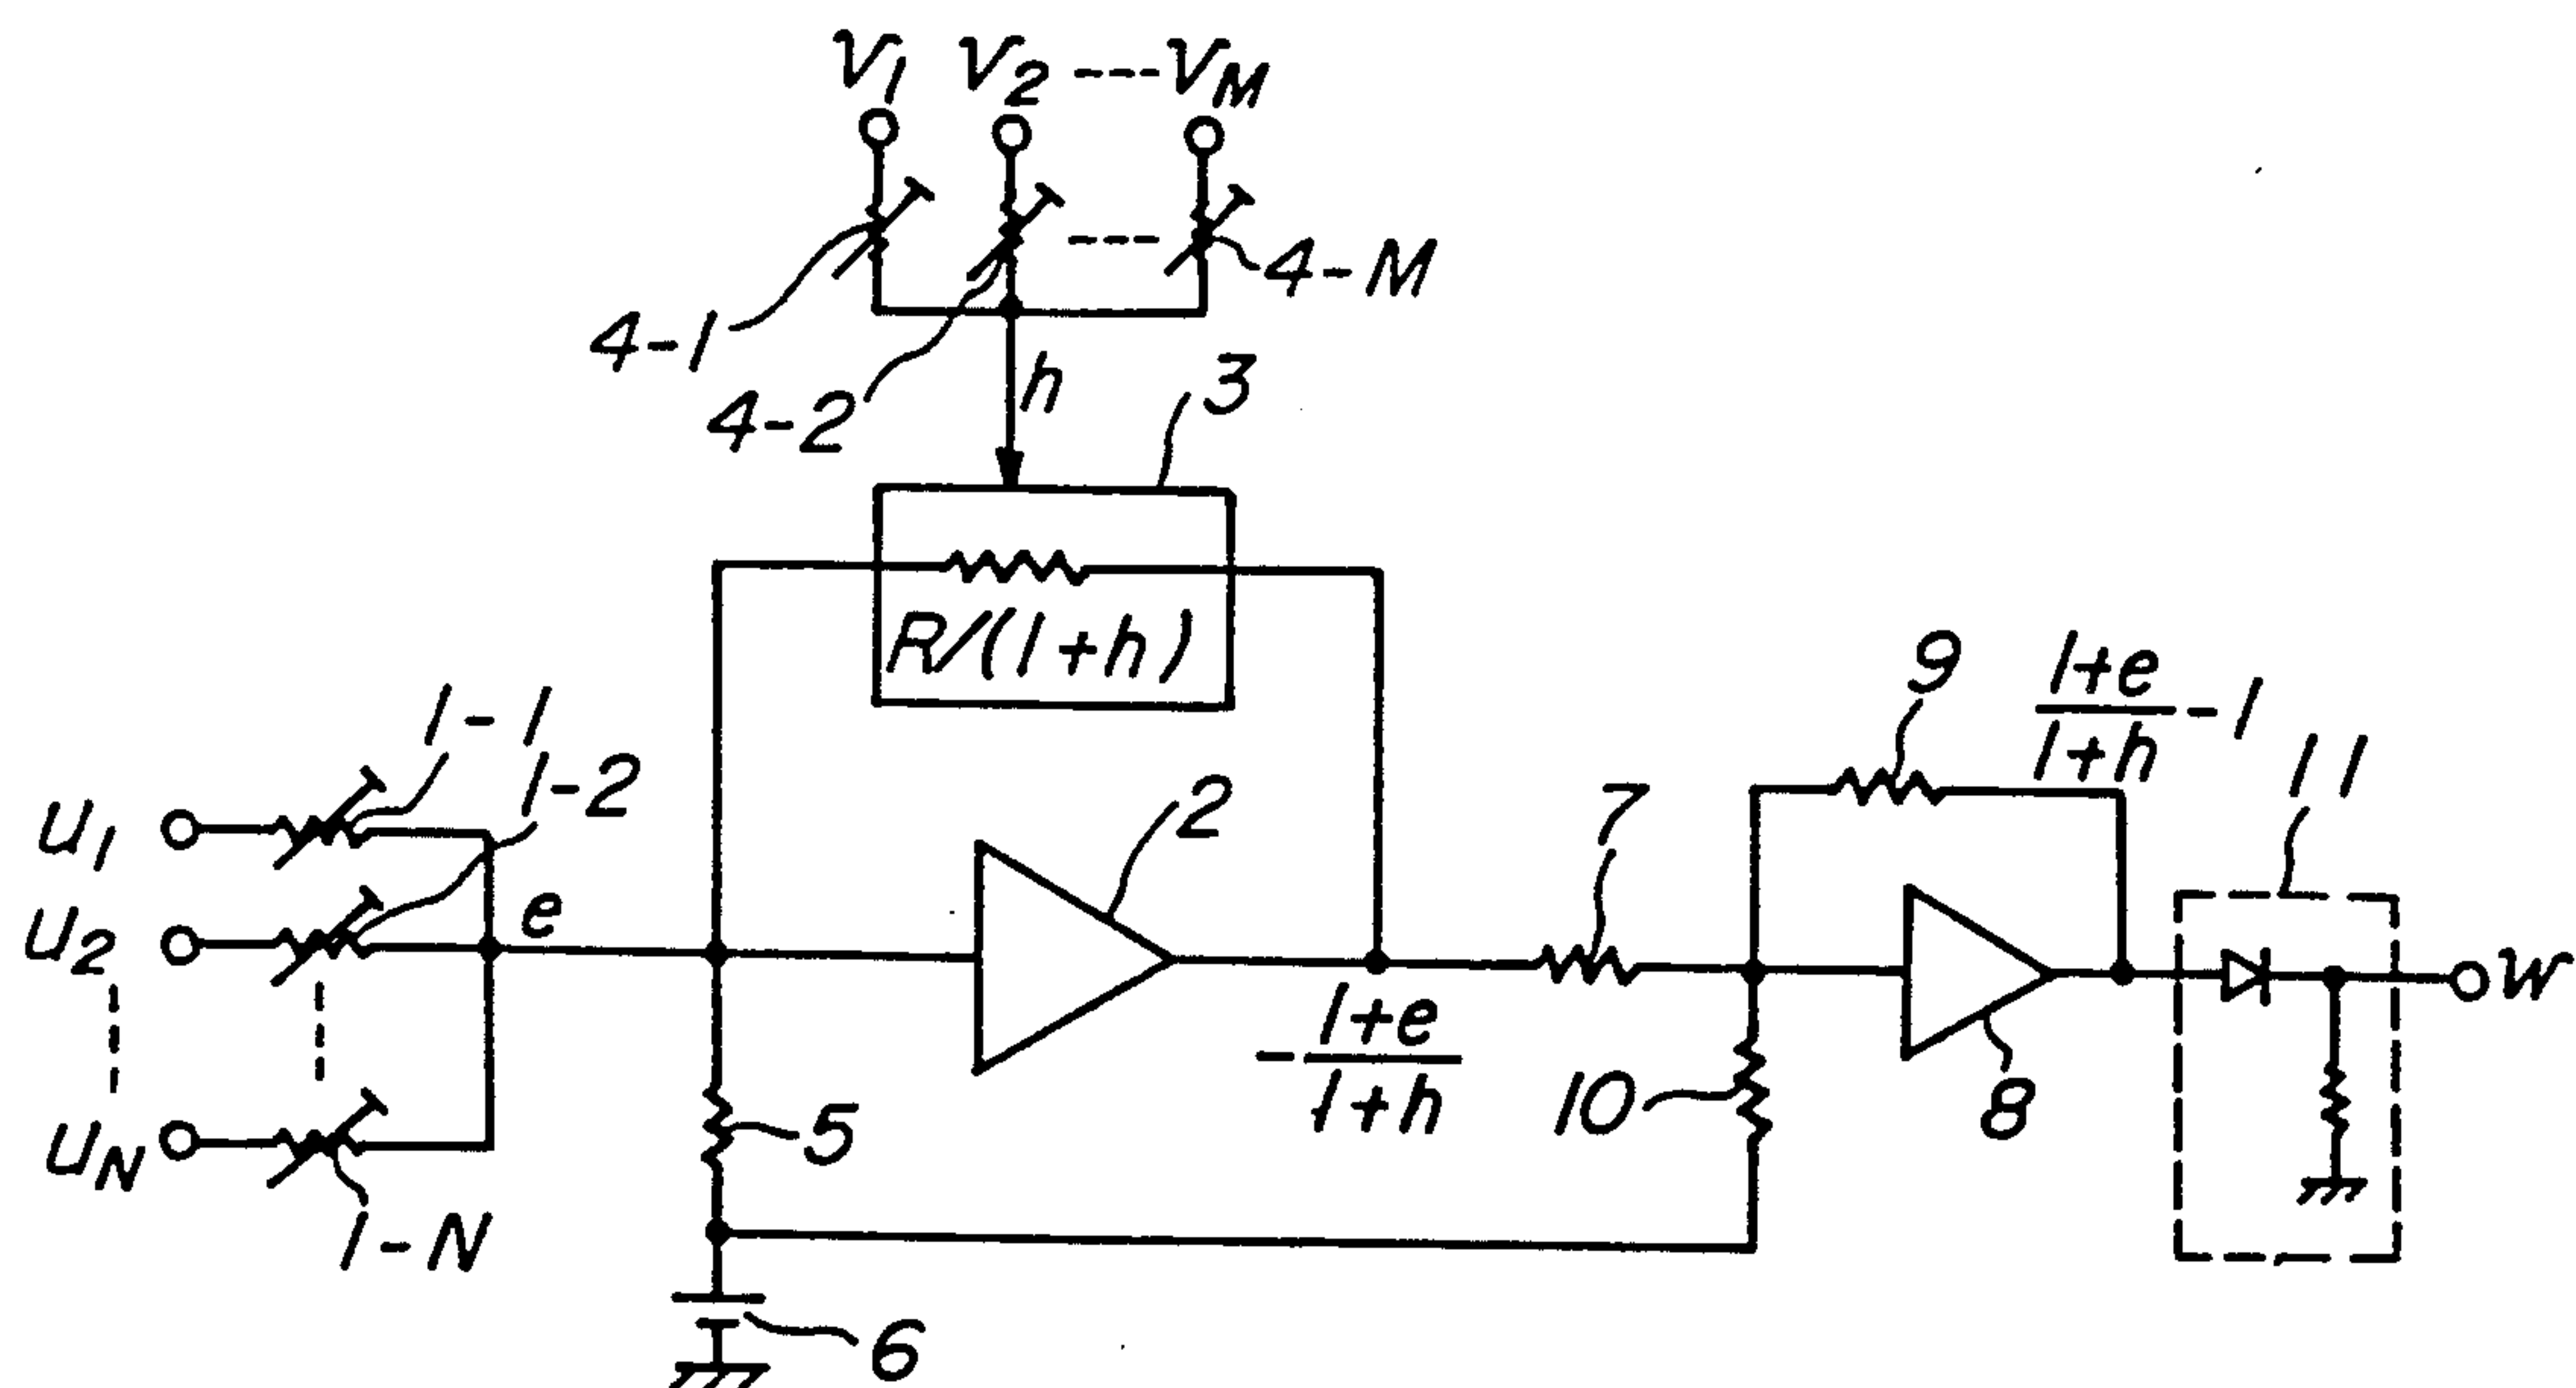 V1 V2 ---- VM
4-1
4-2
4-M
h
3
R/(1+h)
1-1
1-2
u1
u2
uN
1-N
e
2
5
6
-(1+e)/(1+h)
7
9
(1+e)/(1+h) -1
10
8
11
w